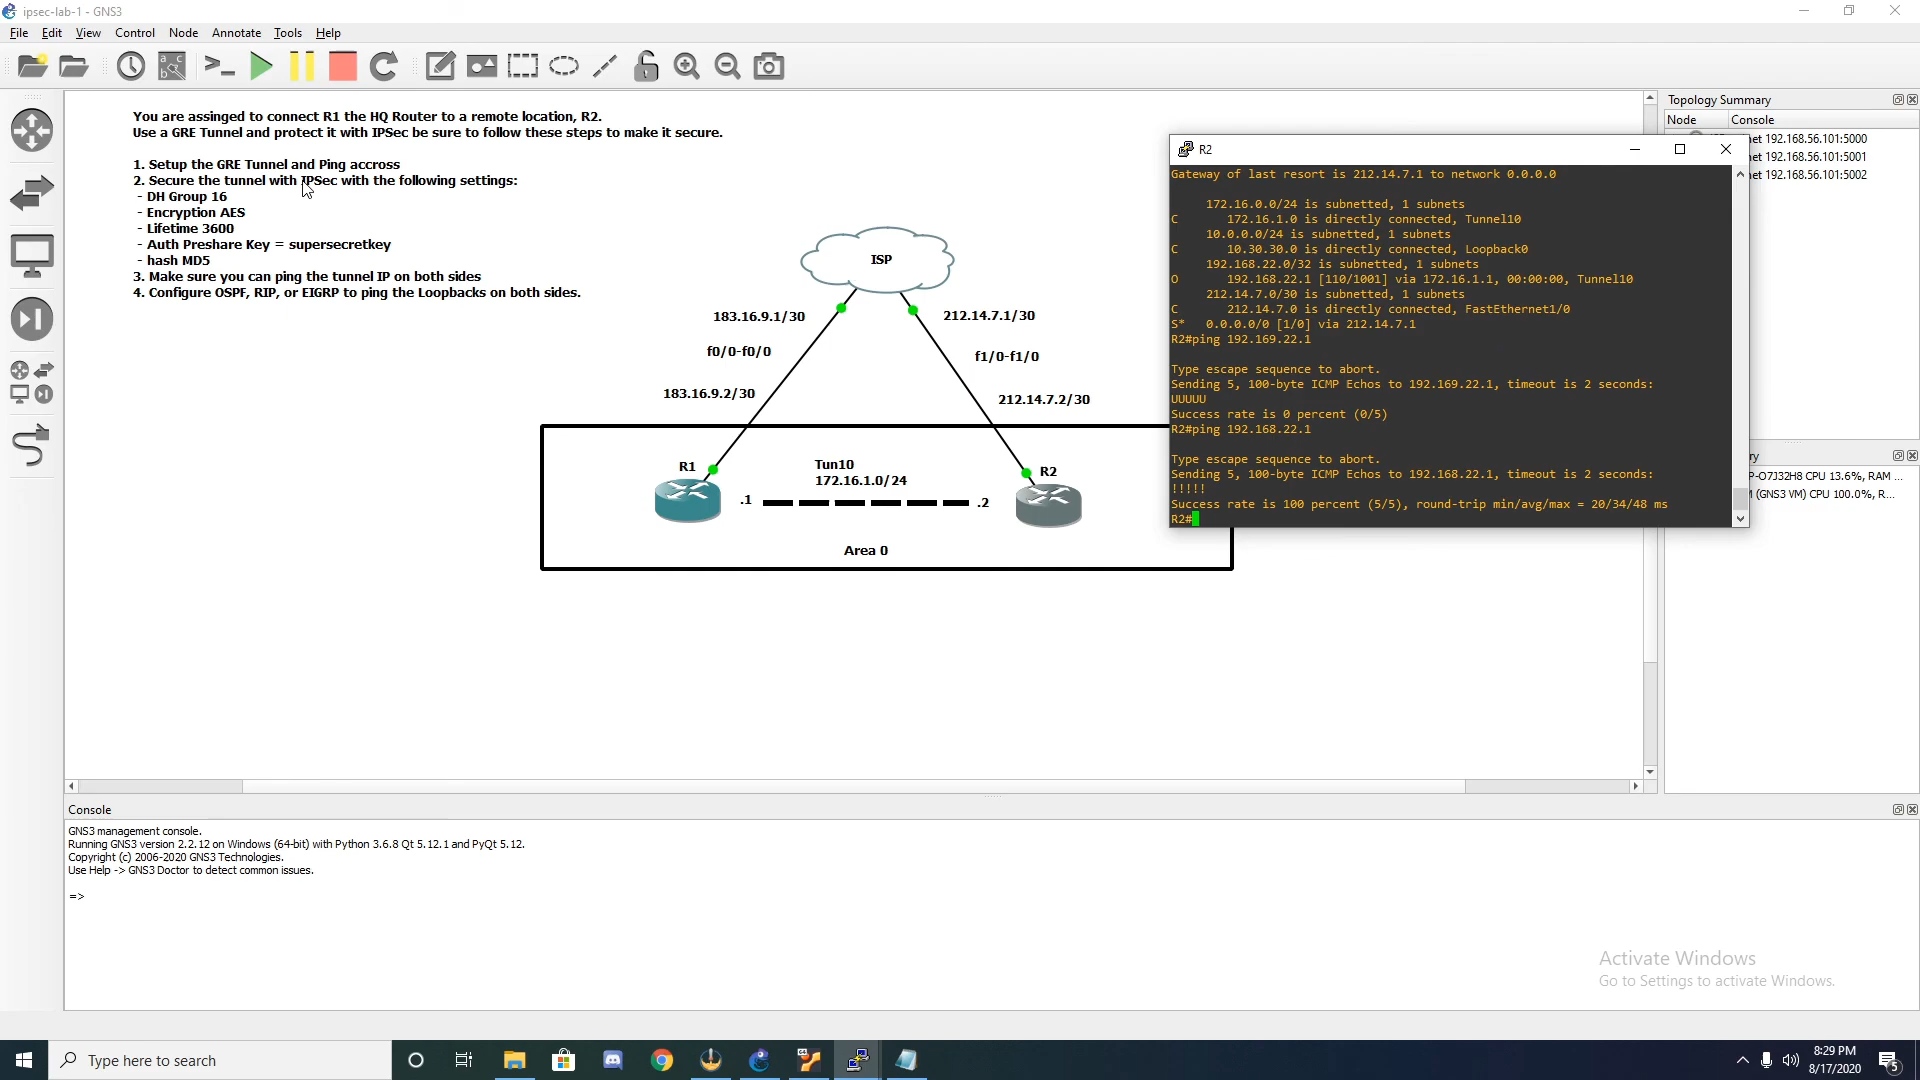 ipsec-lab-1 - GNS3
File Edit View Control Node Annotate Tools Help
You are assinged to connect R1 the HQ Router to a remote location, R2.
Use a GRE Tunnel and protect it with IPSec be sure to follow these steps to make it secure.
1. Setup the GRE Tunnel and Ping accross
2. Secure the tunnel with IPSec with the following settings:
- DH Group 16
- Encryption AES
- Lifetime 3600
- Auth Preshare Key = supersecretkey
- hash MD5
3. Make sure you can ping the tunnel IP on both sides
4. Configure OSPF, RIP, or EIGRP to ping the Loopbacks on both sides.
ISP
183.16.9.1/30
212.14.7.1/30
f0/0-f0/0
f1/0-f1/0
183.16.9.2/30
212.14.7.2/30
R1
Tun10
172.16.1.0/24
R2
.1
.2
Area 0
R2
Gateway of last resort is 212.14.7.1 to network 0.0.0.0
172.16.0.0/24 is subnetted, 1 subnets
C 172.16.1.0 is directly connected, Tunnel10
10.0.0.0/24 is subnetted, 1 subnets
C 10.30.30.0 is directly connected, Loopback0
192.168.22.0/32 is subnetted, 1 subnets
O 192.168.22.1 [110/1001] via 172.16.1.1, 00:00:00, Tunnel10
212.14.7.0/30 is subnetted, 1 subnets
C 212.14.7.0 is directly connected, FastEthernet1/0
S* 0.0.0.0/0 [1/0] via 212.14.7.1
R2#ping 192.169.22.1
Type escape sequence to abort.
Sending 5, 100-byte ICMP Echos to 192.169.22.1, timeout is 2 seconds:
UUUUU
Success rate is 0 percent (0/5)
R2#ping 192.168.22.1
Type escape sequence to abort.
Sending 5, 100-byte ICMP Echos to 192.168.22.1, timeout is 2 seconds:
!!!!!
Success rate is 100 percent (5/5), round-trip min/avg/max = 20/34/48 ms
R2#
Topology Summary
Node Console
et 192.168.56.101:5000
et 192.168.56.101:5001
et 192.168.56.101:5002
ry
P-O7J32H8 CPU 13.6%, RAM ...
(GNS3 VM) CPU 100.0%, R...
Console
GNS3 management console.
Running GNS3 version 2.2.12 on Windows (64-bit) with Python 3.6.8 Qt 5.12.1 and PyQt 5.12.
Copyright (c) 2006-2020 GNS3 Technologies.
Use Help -> GNS3 Doctor to detect common issues.
=>
Activate Windows
Go to Settings to activate Windows.
Type here to search
8:29 PM
8/17/2020
5